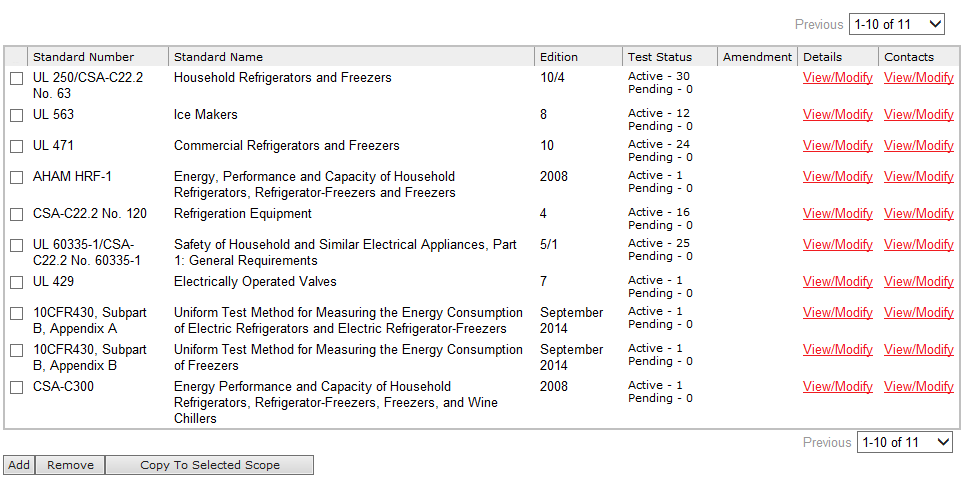 Previous 1-10 of 11
Standard Number Standard Name Edition Test Status Amendment Details Contacts
UL 250/CSA-C22.2 Household Refrigerators and Freezers 10/4 Active - 30 View/Modify View/Modify
No. 63 Pending - 0
UL 563 Ice Makers 8 Active - 12 View/Modify View/Modify
Pending - 0
UL 471 Commercial Refrigerators and Freezers 10 Active - 24 View/Modify View/Modify
Pending - 0
AHAM HRF-1 Energy, Performance and Capacity of Household 2008 Active - 1 View/Modify View/Modify
Refrigerators, Refrigerator-Freezers and Freezers Pending - 0
CSA-C22.2 No. 120 Refrigeration Equipment 4 Active - 16 View/Modify View/Modify
Pending - 0
UL 60335-1/CSA- Safety of Household and Similar Electrical Appliances, Part 5/1 Active - 25 View/Modify View/Modify
C22.2 No. 60335-1 1: General Requirements Pending - 0
UL 429 Electrically Operated Valves 7 Active - 1 View/Modify View/Modify
Pending - 0
10CFR430, Subpart Uniform Test Method for Measuring the Energy Consumption September Active - 1 View/Modify View/Modify
B, Appendix A of Electric Refrigerators and Electric Refrigerator-Freezers 2014 Pending - 0
10CFR430, Subpart Uniform Test Method for Measuring the Energy Consumption September Active - 1 View/Modify View/Modify
B, Appendix B of Freezers 2014 Pending - 0
CSA-C300 Energy Performance and Capacity of Household 2008 Active - 1 View/Modify View/Modify
Refrigerators, Refrigerator-Freezers, Freezers, and Wine Pending - 0
Chillers
Previous 1-10 of 11
Add Remove Copy To Selected Scope